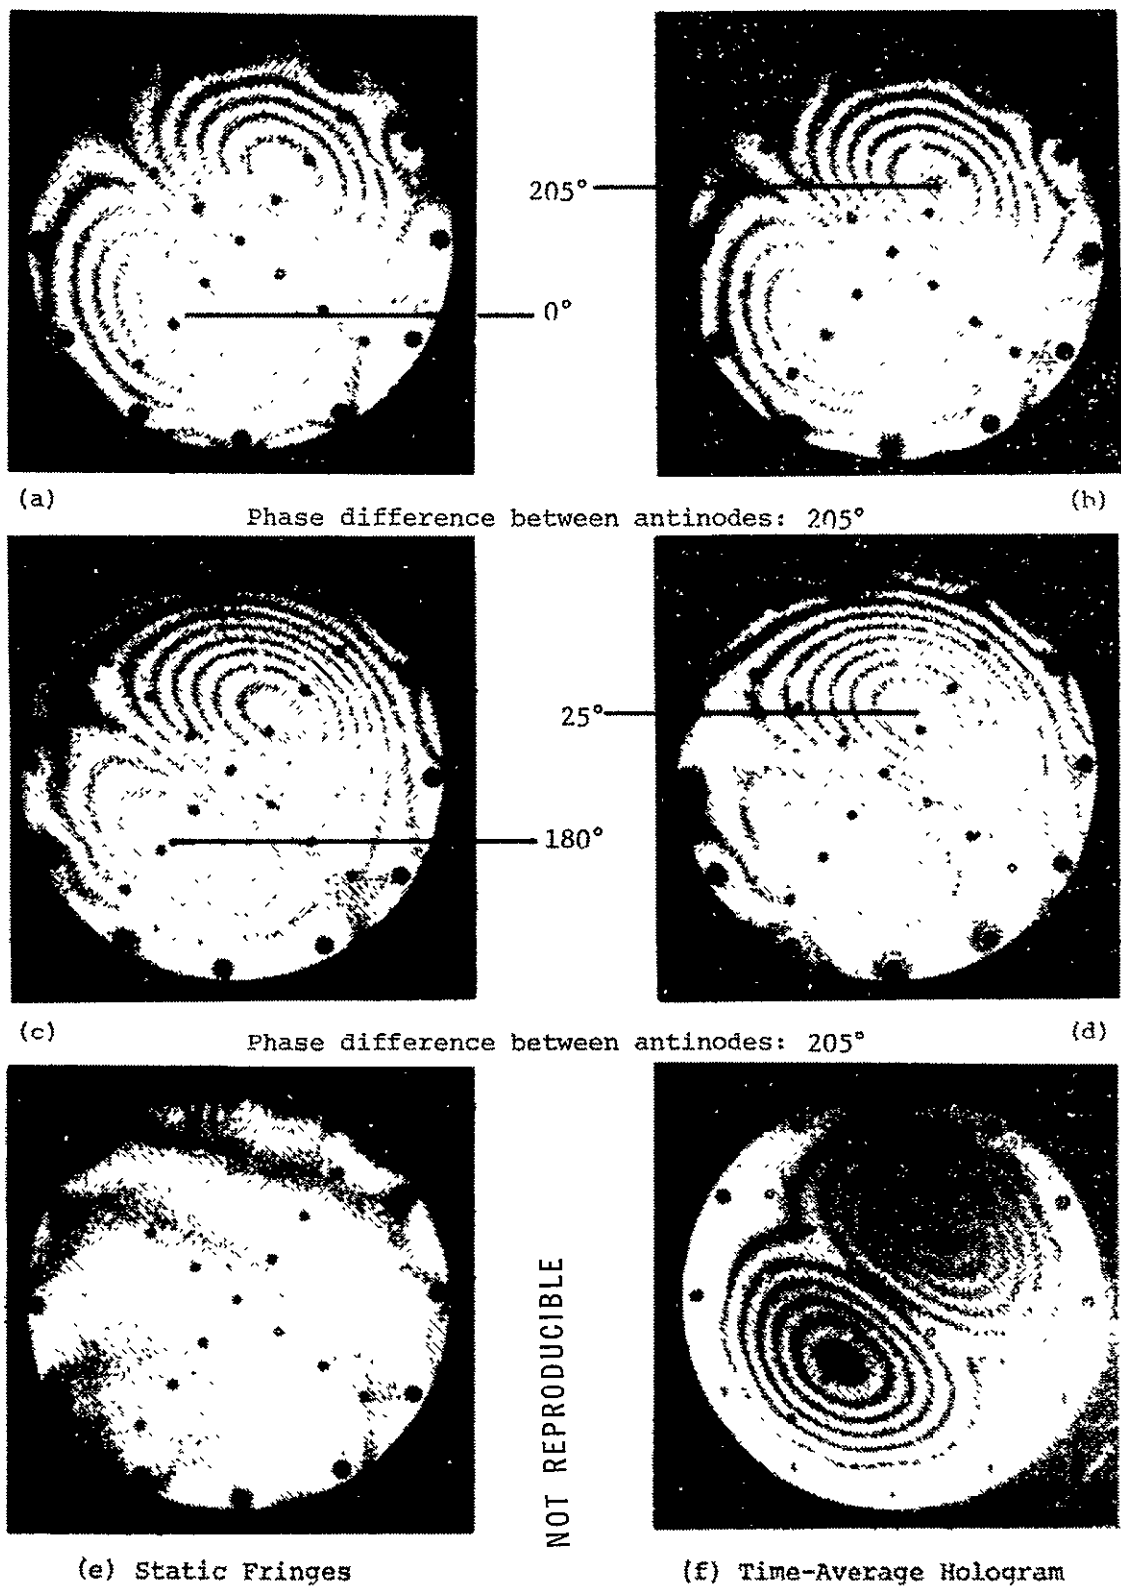 205°
0°
(a)
(b)
Phase difference between antinodes: 205°
25°
180°
(c)
(d)
Phase difference between antinodes: 205°
NOT REPRODUCIBLE
(e) Static Fringes
(f) Time-Average Hologram